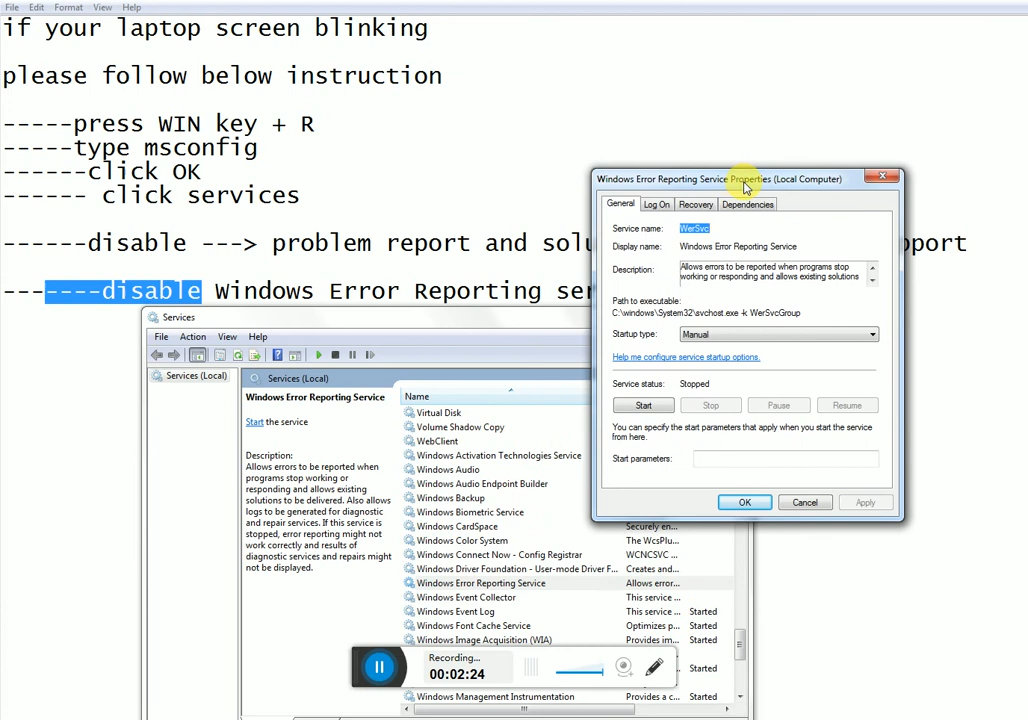 File Edit Format View Help
if your laptop screen blinking
please follow below instruction
-----press WIN key + R
-----type msconfig
------click OK
------ click services
------disable ---> problem report and solu
pport
-------disable Windows Error Reporting ser
Windows Error Reporting Service Properties (Local Computer)
General Log On Recovery Dependencies
Service name: WerSvc
Display name: Windows Error Reporting Service
Description: Allows errors to be reported when programs stop
working or responding and allows existing solutions
Path to executable:
C:\windows\System32\svchost.exe -k WerSvcGroup
Startup type: Manual
Help me configure service startup options.
Service status: Stopped
Start Stop Pause Resume
You can specify the start parameters that apply when you start the service
from here.
Start parameters:
OK Cancel Apply
Services
File Action View Help
Services (Local)
Services (Local)
Windows Error Reporting Service
Start the service
Description:
Allows errors to be reported when
programs stop working or
responding and allows existing
solutions to be delivered. Also allows
logs to be generated for diagnostic
and repair services. If this service is
stopped, error reporting might not
work correctly and results of
diagnostic services and repairs might
not be displayed.
Name
Virtual Disk
Volume Shadow Copy
WebClient
Windows Activation Technologies Service
Windows Audio
Windows Audio Endpoint Builder
Windows Backup
Windows Biometric Service
Windows CardSpace Securely en...
Windows Color System The WcsPlu...
Windows Connect Now - Config Registrar WCNCSVC ...
Windows Driver Foundation - User-mode Driver F... Creates and...
Windows Error Reporting Service Allows error...
Windows Event Collector This service ...
Windows Event Log This service ... Started
Windows Font Cache Service Optimizes p... Started
Windows Image Acquisition (WIA) Provides im... Started
Started
Windows Management Instrumentation Provides a c... Started
Recording...
00:02:24